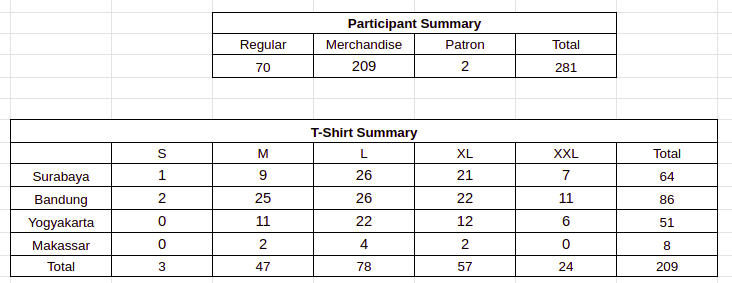 Participant Summary
Regular Merchandise Patron Total
70 209 2 281
T-Shirt Summary
S M L XL XXL Total
Surabaya 1 9 26 21 7 64
Bandung 2 25 26 22 11 86
Yogyakarta 0 11 22 12 6 51
Makassar 0 2 4 2 0 8
Total 3 47 78 57 24 209